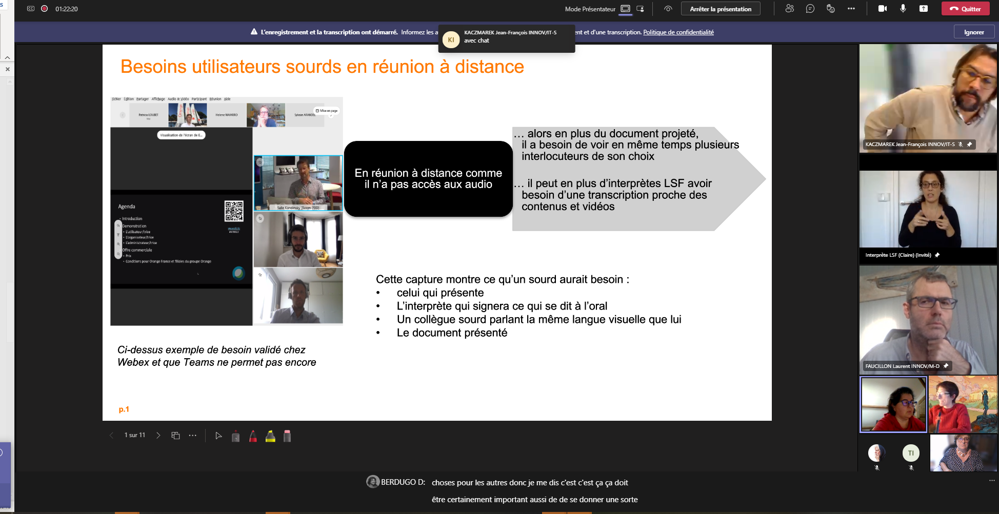 s
CC
01:22:20
Mode Présentateur
Arrêter la présentation
Quitter
L'enregistrement et la transcription ont démarré. Informez les a
nt et d'une transcription. Politique de confidentialité
Ignorer
KI
KACZMAREK Jean-François INNOV/IT-S
avec chat
Besoins utilisateurs sourds en réunion à distance
Fichier Édition Partager Affichage Audio & Vidéo Participant Réunion Aide
Patrice LOUBET
Helene NAVARRO
Sylvain ARANDEL
Mise en page
Visualisation de l'écran de E...
Salle Kandinsky (Room-70D)
Agenda
• Introduction
Demonstration
• L'utilisateur/trice
• L'organisateur/trice
• L'administrateur/trice
Offre commerciale
• Prix
• Conditions pour Orange France et filiales du groupe Orange
En réunion à distance comme
il n'a pas accès aux audio
… alors en plus du document projeté,
il a besoin de voir en même temps plusieurs
interlocuteurs de son choix
… il peut en plus d'interprètes LSF avoir
besoin d'une transcription proche des
contenus et vidéos
Cette capture montre ce qu'un sourd aurait besoin :
• celui qui présente
• L'interprète qui signera ce qui se dit à l'oral
• Un collègue sourd parlant la même langue visuelle que lui
• Le document présenté
Ci-dessus exemple de besoin validé chez
Webex et que Teams ne permet pas encore
p.1
1 sur 11
KACZMAREK Jean-François INNOV/IT-S
Interprète LSF (Claire) (Invité)
FAUCILLON Laurent INNOV/M-D
TI
BERDUGO D: choses pour les autres donc je me dis c'est c'est ça ça doit
être certainement important aussi de de se donner une sorte